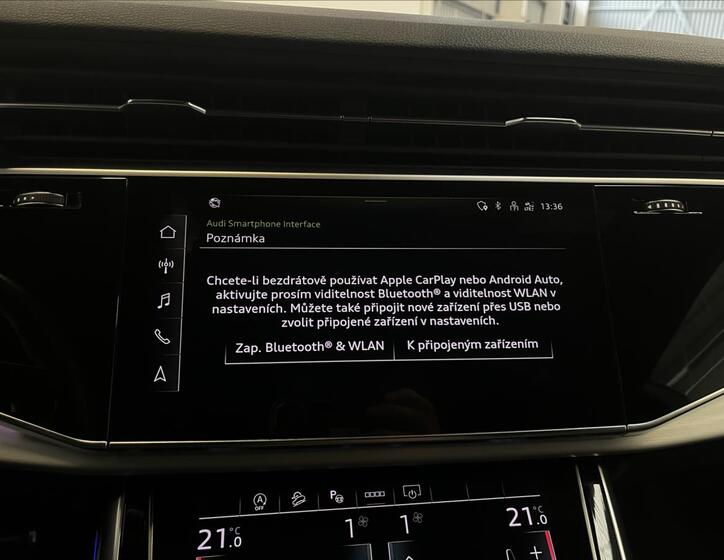 13:36
Audi Smartphone Interface
Poznámka
Chcete-li bezdrátově používat Apple CarPlay nebo Android Auto,
aktivujte prosím viditelnost Bluetooth® a viditelnost WLAN v
nastaveních. Můžete také připojit nové zařízení přes USB nebo
zvolit připojené zařízení v nastaveních.
Zap. Bluetooth® & WLAN K připojeným zařízením
A OFF P
21.0 °C 1 1 21.0 °C
+